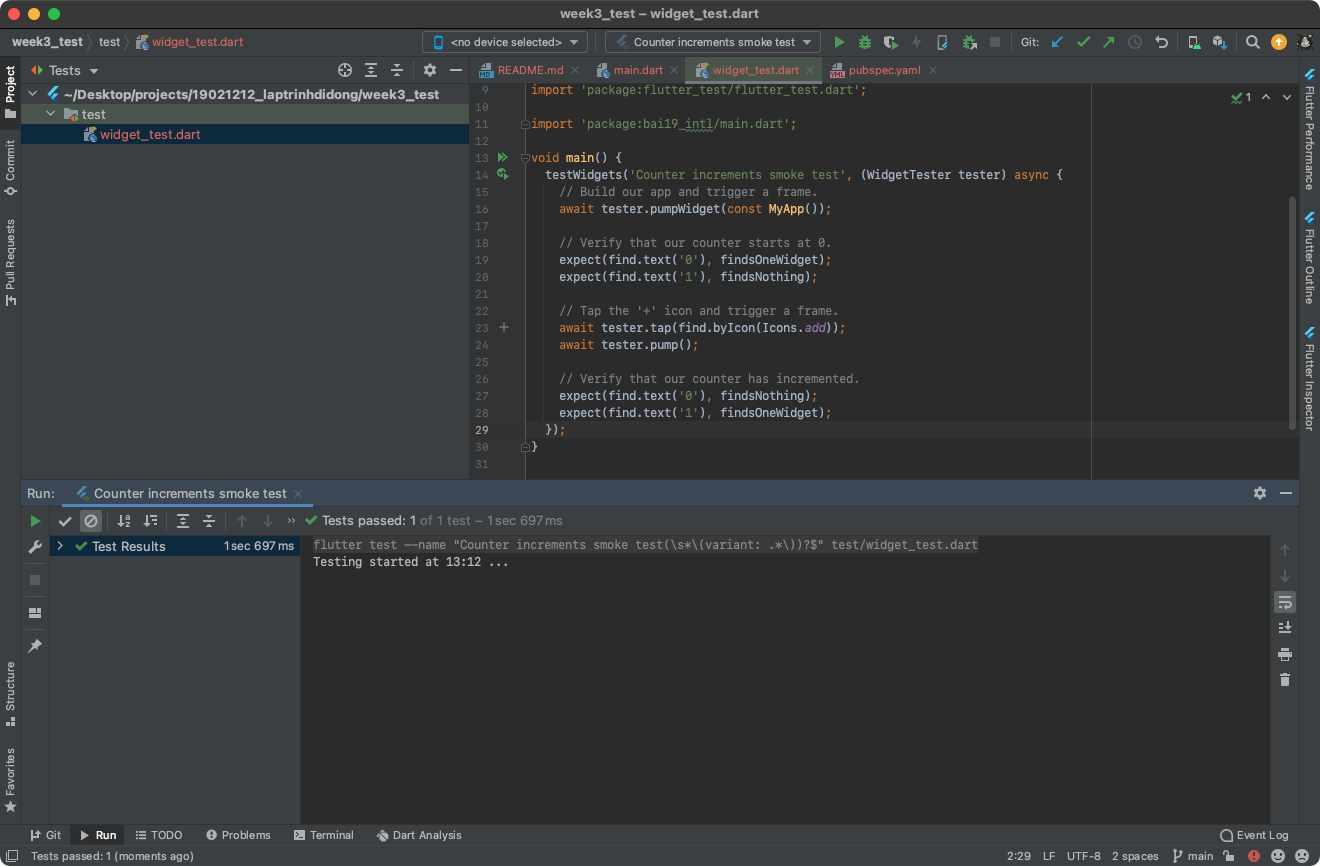 week3_test – widget_test.dart
week3_test test widget_test.dart
<no device selected> Counter increments smoke test Git:
Project
Commit
Pull Requests
Structure
Favorites
Tests
~/Desktop/projects/19021212_laptrinhdidong/week3_test
test
widget_test.dart
README.md main.dart widget_test.dart pubspec.yaml
1
9 import 'package:flutter_test/flutter_test.dart';
10
11 import 'package:bai19_intl/main.dart';
12
13 void main() {
14 testWidgets('Counter increments smoke test', (WidgetTester tester) async {
15 // Build our app and trigger a frame.
16 await tester.pumpWidget(const MyApp());
17
18 // Verify that our counter starts at 0.
19 expect(find.text('0'), findsOneWidget);
20 expect(find.text('1'), findsNothing);
21
22 // Tap the '+' icon and trigger a frame.
23 await tester.tap(find.byIcon(Icons.add));
24 await tester.pump();
25
26 // Verify that our counter has incremented.
27 expect(find.text('0'), findsNothing);
28 expect(find.text('1'), findsOneWidget);
29 });
30 }
31
Flutter Performance
Flutter Outline
Flutter Inspector
Run: Counter increments smoke test
Tests passed: 1 of 1 test – 1 sec 697 ms
Test Results 1 sec 697 ms
flutter test --name "Counter increments smoke test(\s*\(variant: .*\))?$" test/widget_test.dart
Testing started at 13:12 ...
Git Run TODO Problems Terminal Dart Analysis Event Log
Tests passed: 1 (moments ago) 2:29 LF UTF-8 2 spaces main